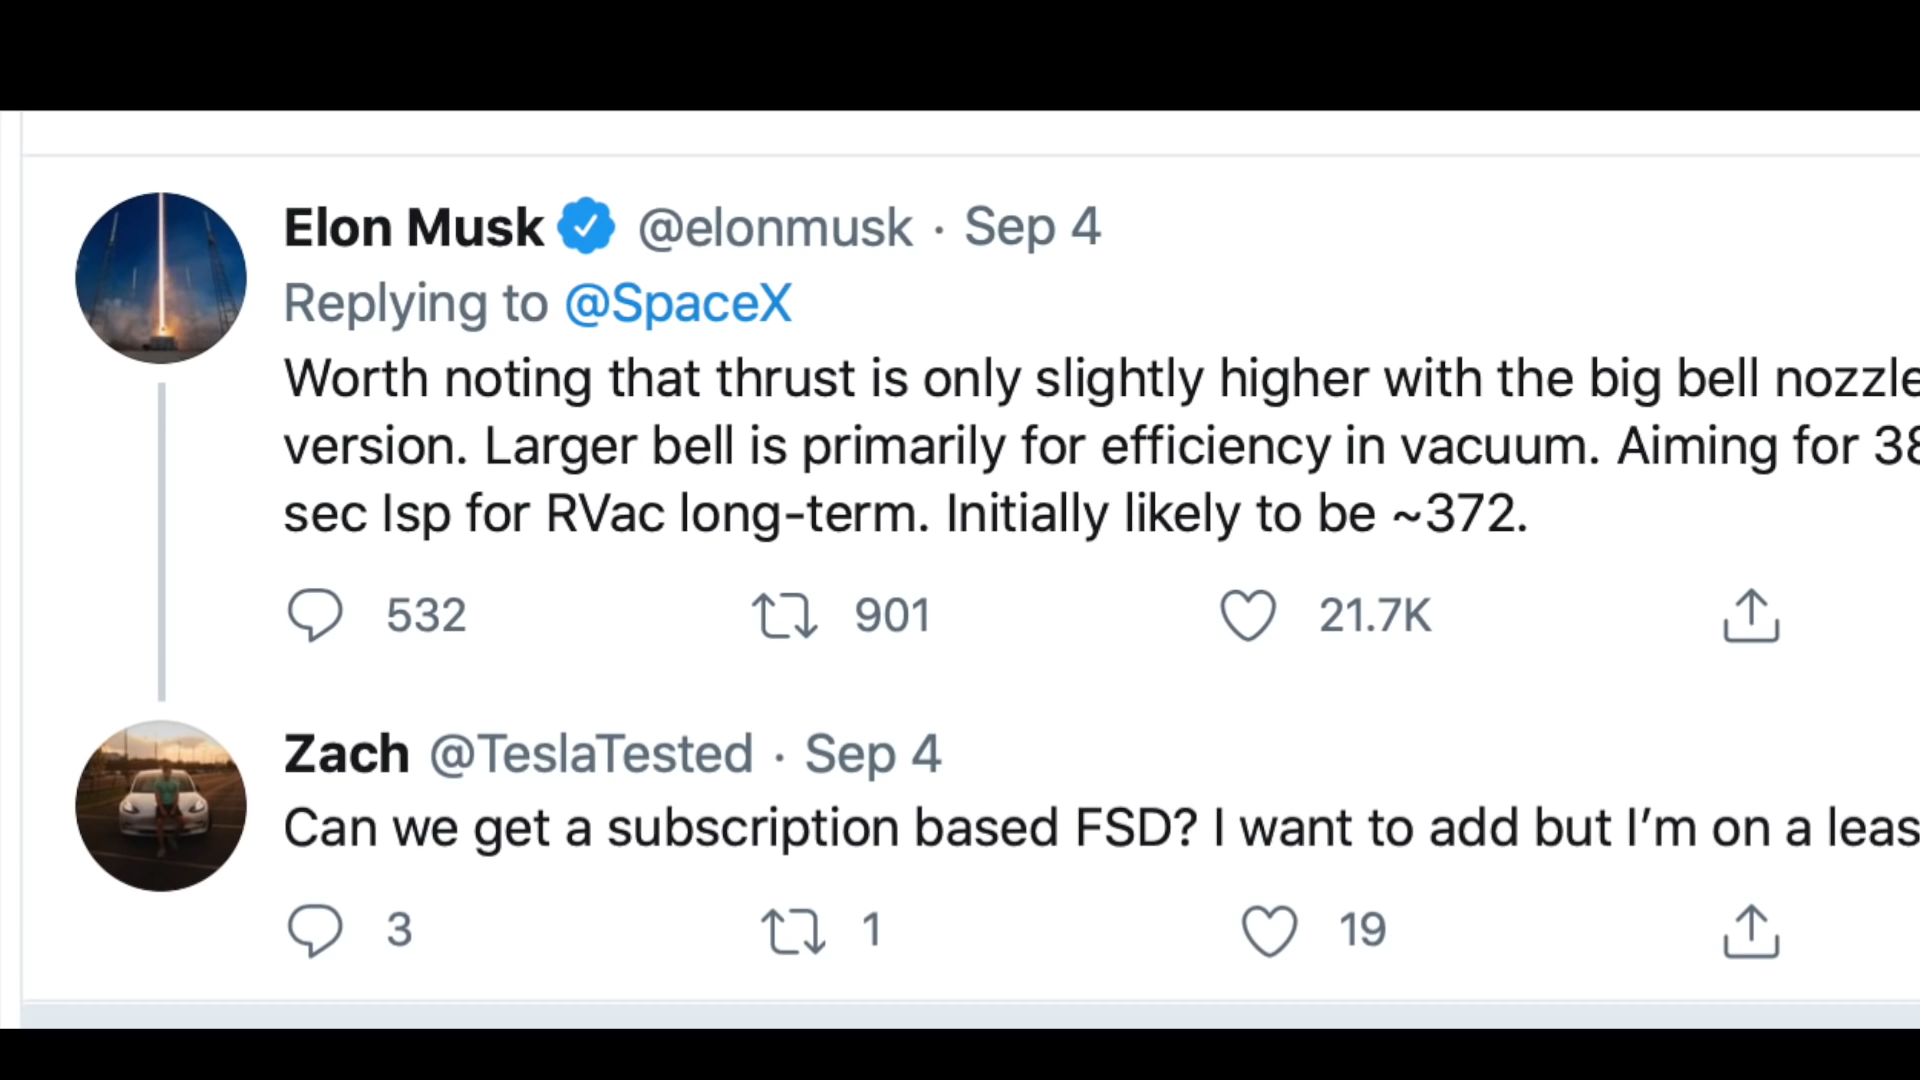 Elon Musk @elonmusk · Sep 4
Replying to @SpaceX
Worth noting that thrust is only slightly higher with the big bell nozzle
version. Larger bell is primarily for efficiency in vacuum. Aiming for
sec Isp for RVac long-term. Initially likely to be ~372.
532 901 21.7K
Zach @TeslaTested · Sep 4
Can we get a subscription based FSD? I want to add but I’m on a
3 1 19